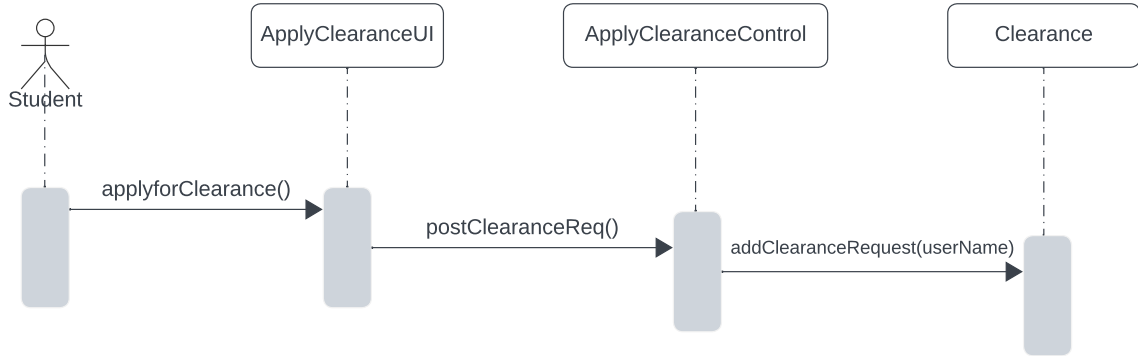 ApplyClearanceUI
ApplyClearanceControl
Clearance
Student
applyforClearance()
postClearanceReq()
addClearanceRequest(userName)